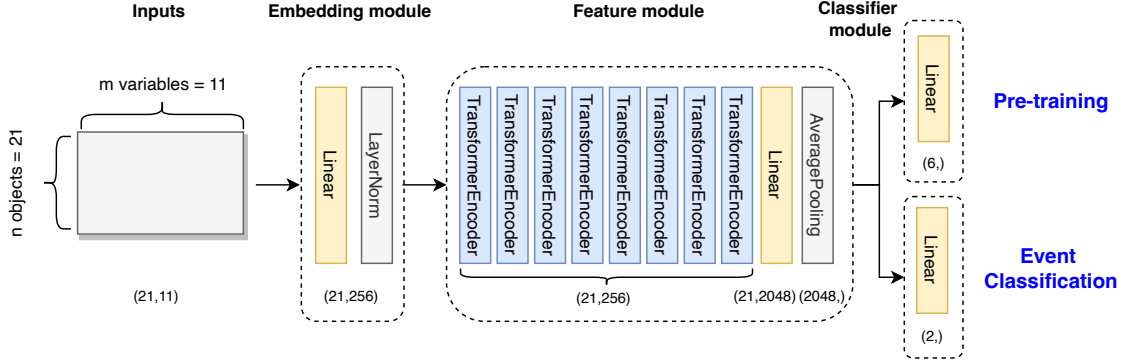 Inputs
Embedding module
Feature module
Classifier
module
m variables = 11
n objects = 21
(21,11)
Linear
LayerNorm
(21,256)
TransformerEncoder
TransformerEncoder
TransformerEncoder
TransformerEncoder
TransformerEncoder
TransformerEncoder
TransformerEncoder
TransformerEncoder
Linear
AveragePooling
(21,256)
(21,2048)
(2048,)
Linear
(6,)
Pre-training
Linear
(2,)
Event
Classification